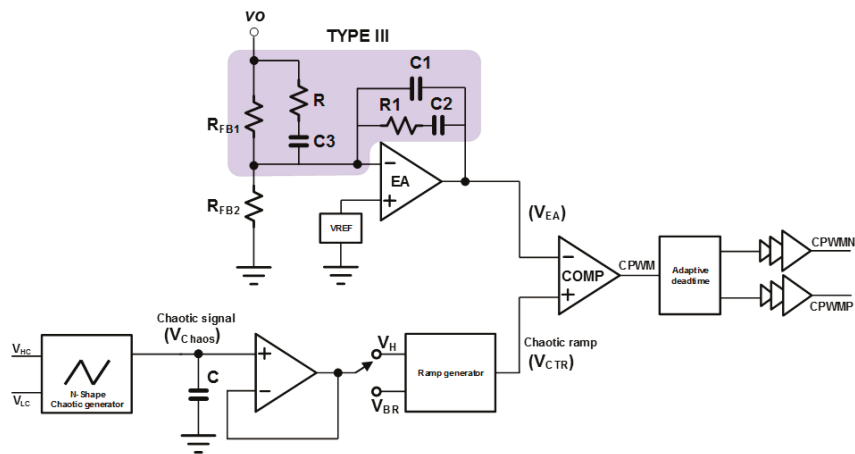 vo
TYPE III
C1
R
R1
C2
RFB1
C3
EA
RFB2
VREF
(VEA)
COMP
CPWM
Adaptive
deadtime
CPWMN
CPWMP
Chaotic signal
(VChaos)
VHC
VLC
N-Shape
Chaotic generator
C
VH
VBR
Ramp generator
Chaotic ramp
(VCTR)